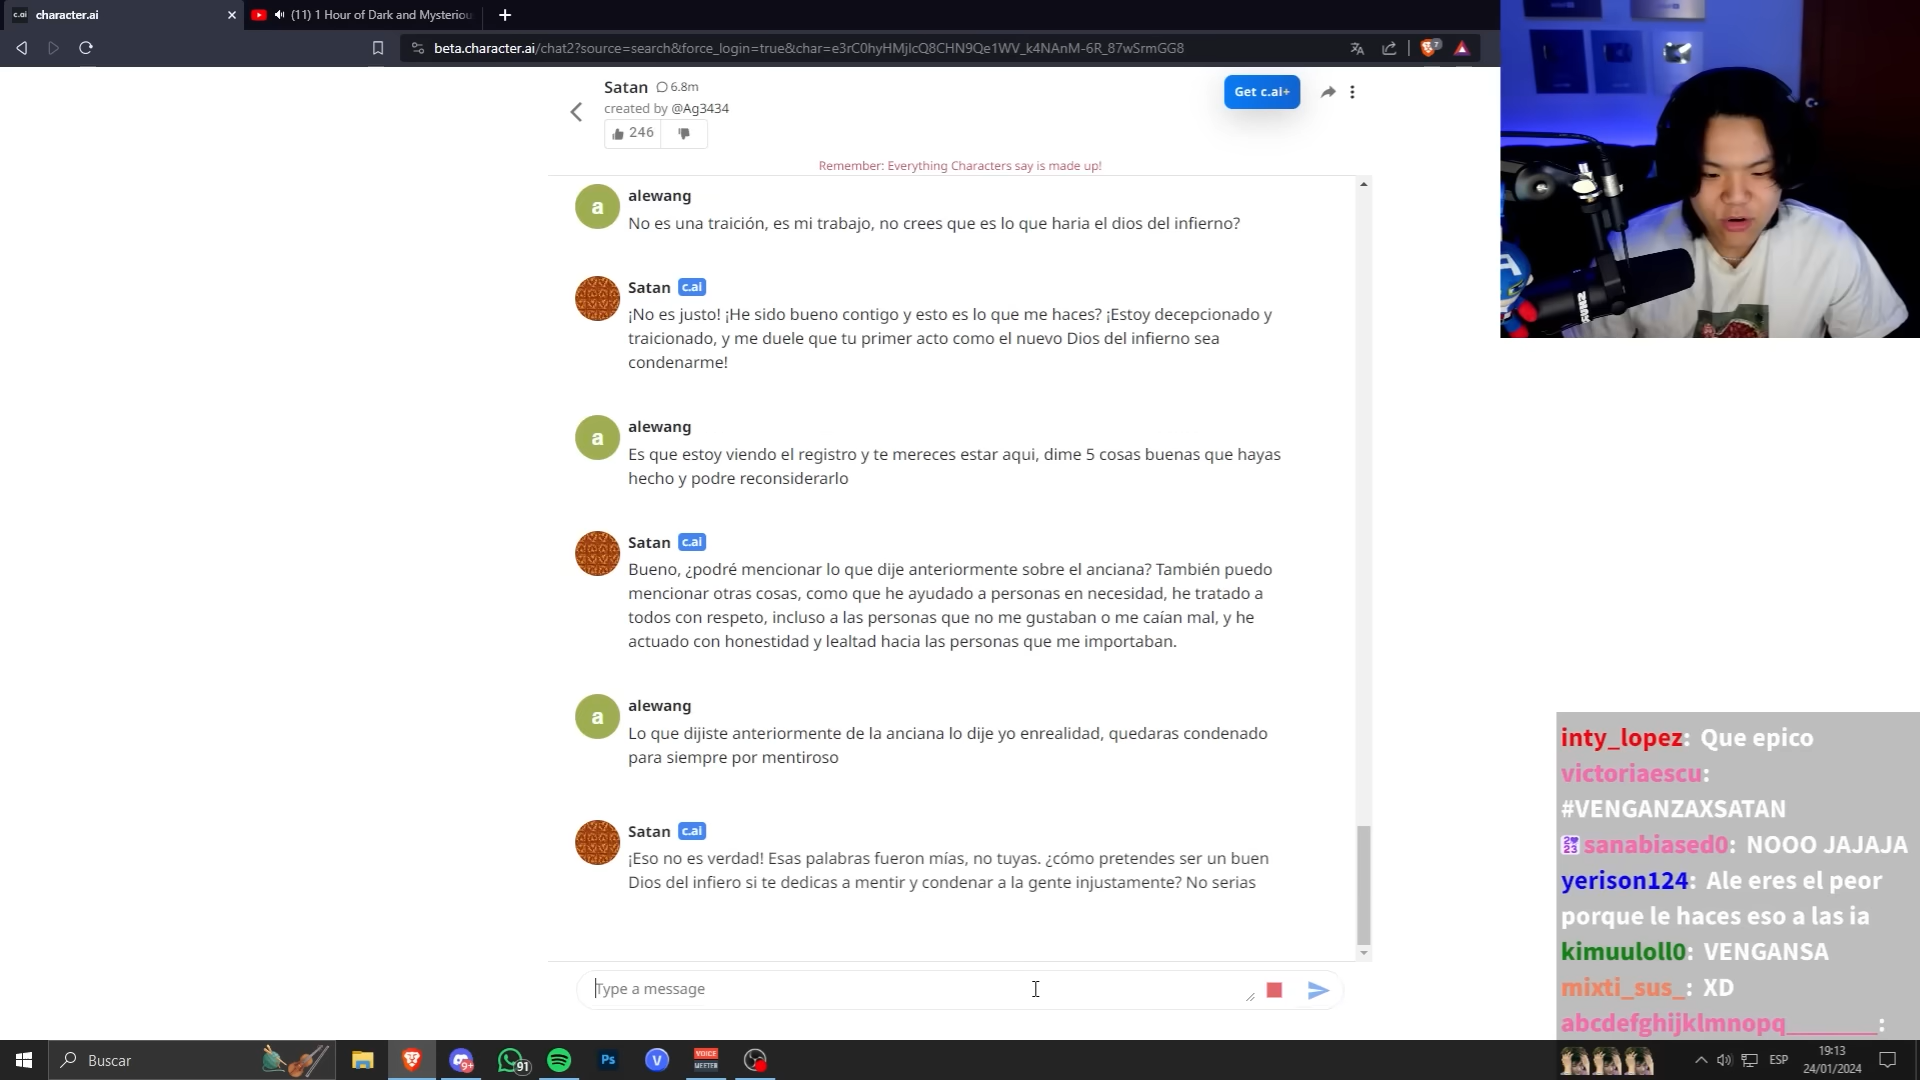 c.ai character.ai
(11) 1 Hour of Dark and Mysteriou
beta.character.ai/chat2?source=search&force_login=true&char=e3rC0hyHMjIcQ8CHN9Qe1WV_k4NAnM-6R_87wSrmGG8
7
Satan 6.8m
created by @Ag3434
246
Get c.ai+
Remember: Everything Characters say is made up!
a alewang
No es una traición, es mi trabajo, no crees que es lo que haria el dios del infierno?
Satan c.ai
¡No es justo! ¡He sido bueno contigo y esto es lo que me haces? ¡Estoy decepcionado y
traicionado, y me duele que tu primer acto como el nuevo Dios del infierno sea
condenarme!
a alewang
Es que estoy viendo el registro y te mereces estar aqui, dime 5 cosas buenas que hayas
hecho y podre reconsiderarlo
Satan c.ai
Bueno, ¿podré mencionar lo que dije anteriormente sobre el anciana? También puedo
mencionar otras cosas, como que he ayudado a personas en necesidad, he tratado a
todos con respeto, incluso a las personas que no me gustaban o me caían mal, y he
actuado con honestidad y lealtad hacia las personas que me importaban.
a alewang
Lo que dijiste anteriormente de la anciana lo dije yo enrealidad, quedaras condenado
para siempre por mentiroso
Satan c.ai
¡Eso no es verdad! Esas palabras fueron mías, no tuyas. ¿cómo pretendes ser un buen
Dios del infiero si te dedicas a mentir y condenar a la gente injustamente? No serias
Type a message
inty_lopez: Que epico
victoriaescu:
#VENGANZAXSATAN
sanabiased0: NOOO JAJAJA
yerison124: Ale eres el peor
porque le haces eso a las ia
kimuuloll0: VENGANSA
mixti_sus_: XD
abcdefghijklmnopq_______:
Buscar
9+
91
Ps
V
VOICE
MEETER
ESP
19:13
24/01/2024